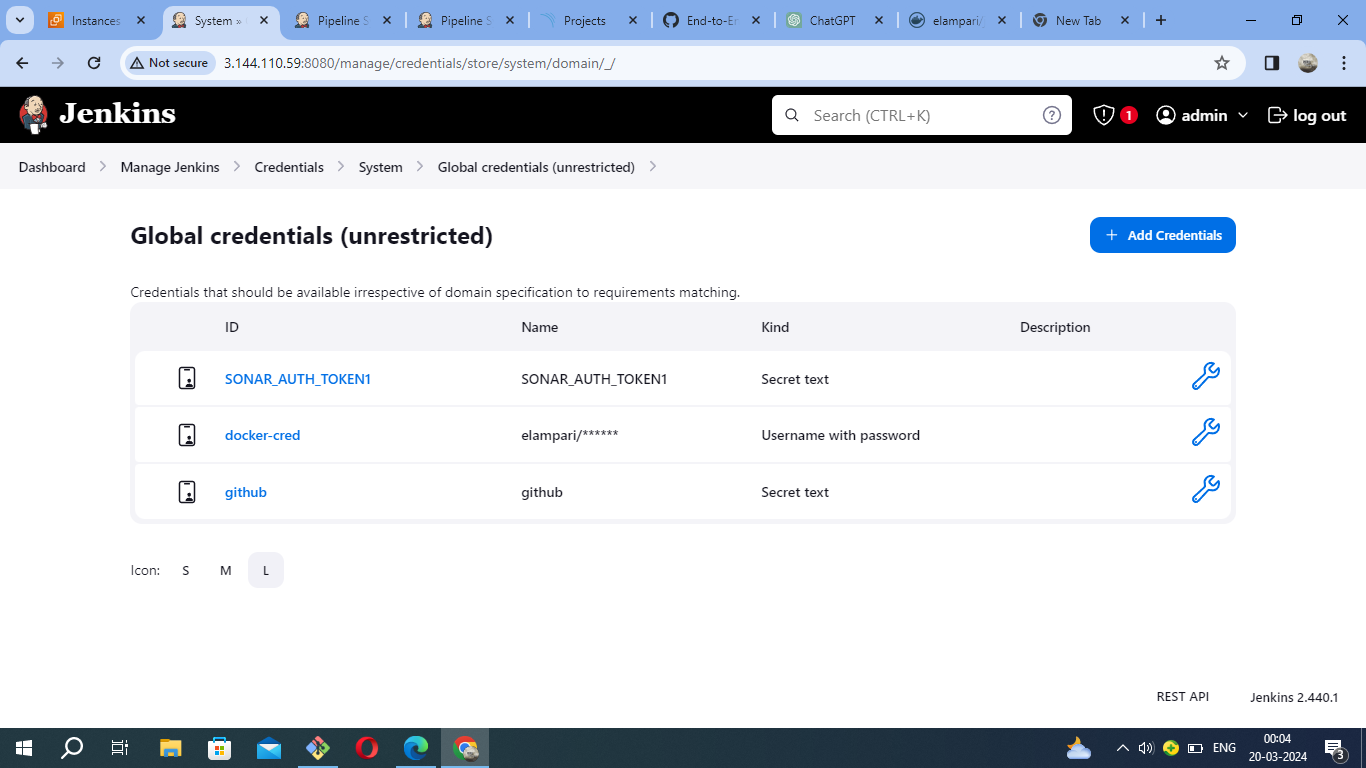 Instances
System »
Pipeline S
Pipeline S
Projects
End-to-En
ChatGPT
elampari/
New Tab
Not secure
3.144.110.59:8080/manage/credentials/store/system/domain/_/
Jenkins
Search (CTRL+K)
?
1
admin
log out
Dashboard
Manage Jenkins
Credentials
System
Global credentials (unrestricted)
Global credentials (unrestricted)
+ Add Credentials
Credentials that should be available irrespective of domain specification to requirements matching.
ID Name Kind Description
SONAR_AUTH_TOKEN1 SONAR_AUTH_TOKEN1 Secret text
docker-cred elampari/****** Username with password
github github Secret text
Icon: S M L
REST API Jenkins 2.440.1
ENG
00:04
20-03-2024
3